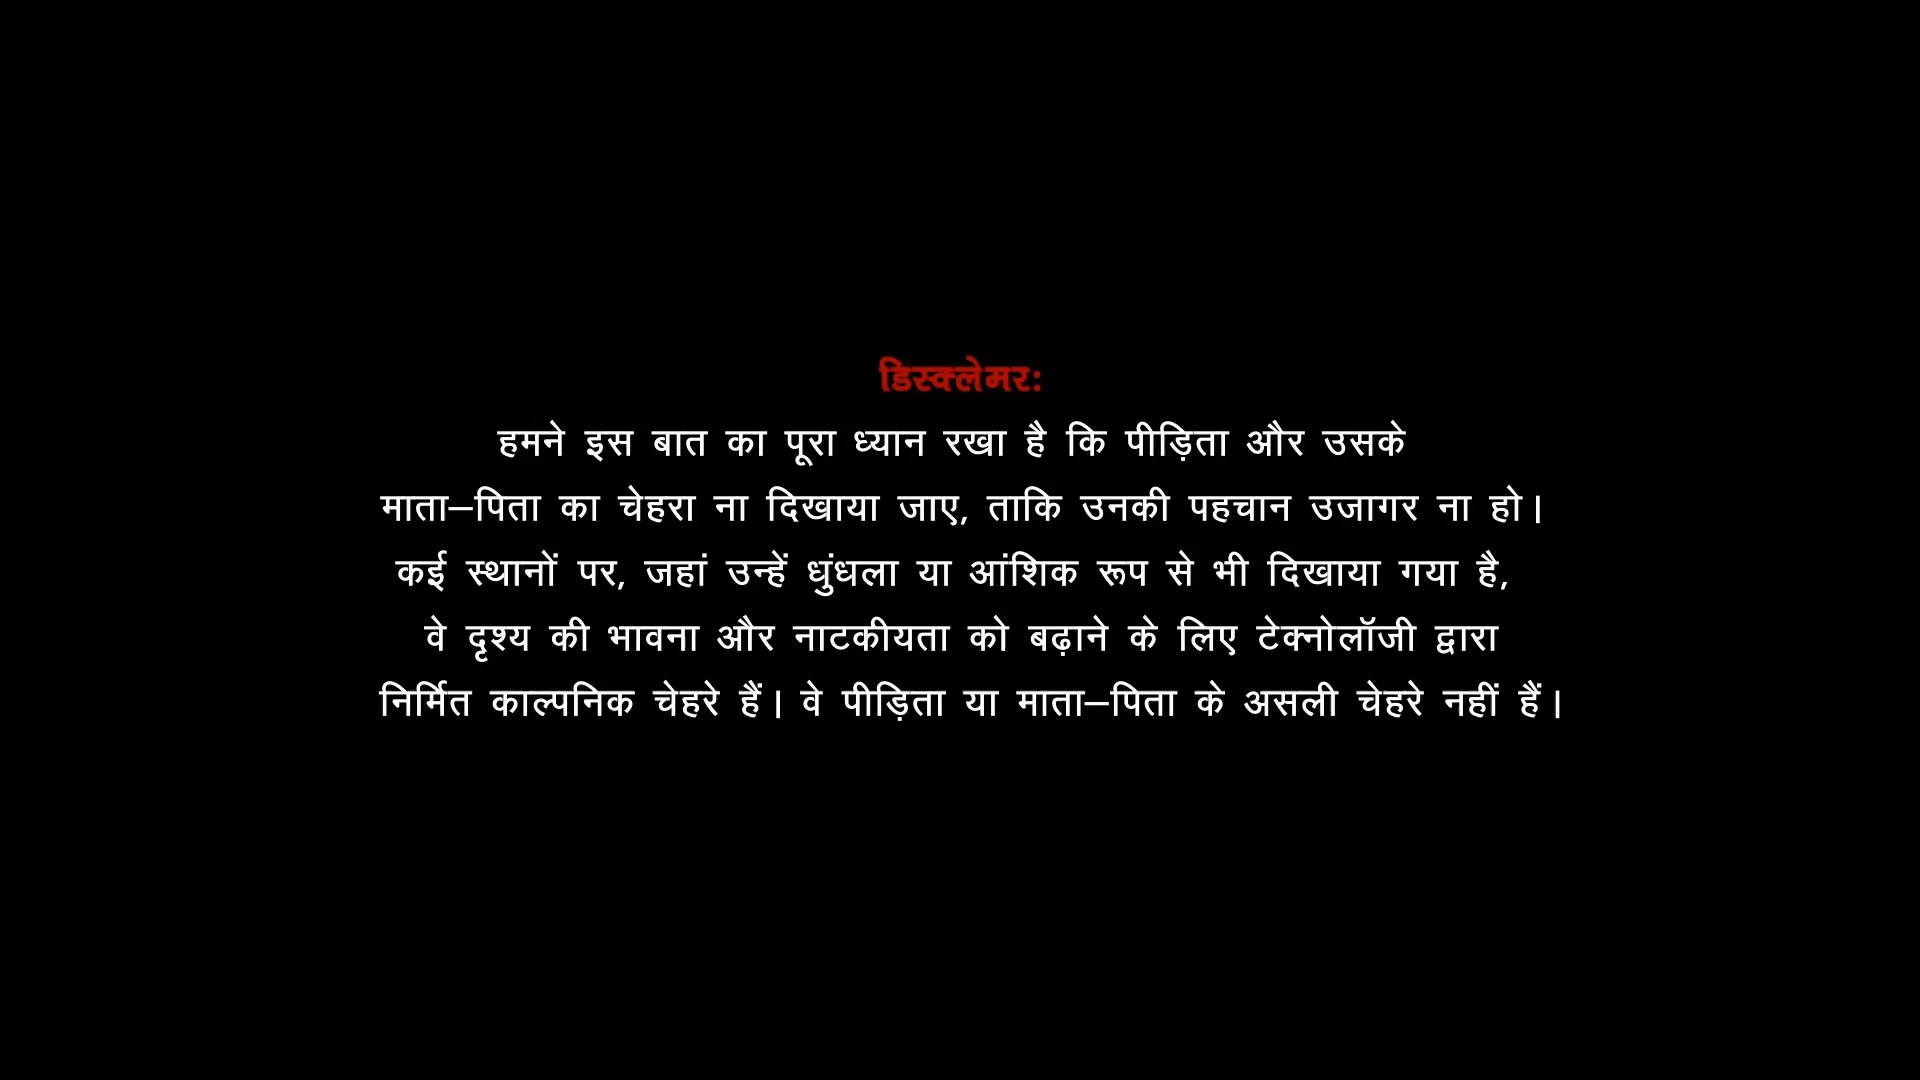 डिस्क्लेमर:
हमने इस बात का पूरा ध्यान रखा है कि पीड़िता और उसके
माता–पिता का चेहरा ना दिखाया जाए, ताकि उनकी पहचान उजागर ना हो।
कई स्थानों पर, जहां उन्हें धुंधला या आंशिक रूप से भी दिखाया गया है,
वे दृश्य की भावना और नाटकीयता को बढ़ाने के लिए टेक्नोलॉजी द्वारा
निर्मित काल्पनिक चेहरे हैं। वे पीड़िता या माता–पिता के असली चेहरे नहीं हैं।